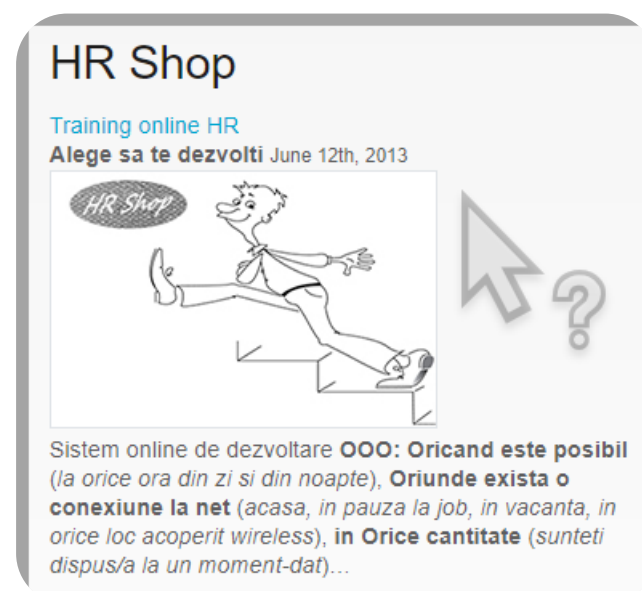 HR Shop
Training online HR
Alege sa te dezvolti June 12th, 2013
HR Shop
?
Sistem online de dezvoltare OOO: Oricand este posibil
(la orice ora din zi si din noapte), Oriunde exista o
conexiune la net (acasa, in pauza la job, in vacanta, in
orice loc acoperit wireless), in Orice cantitate (sunteti
dispus/a la un moment-dat)…